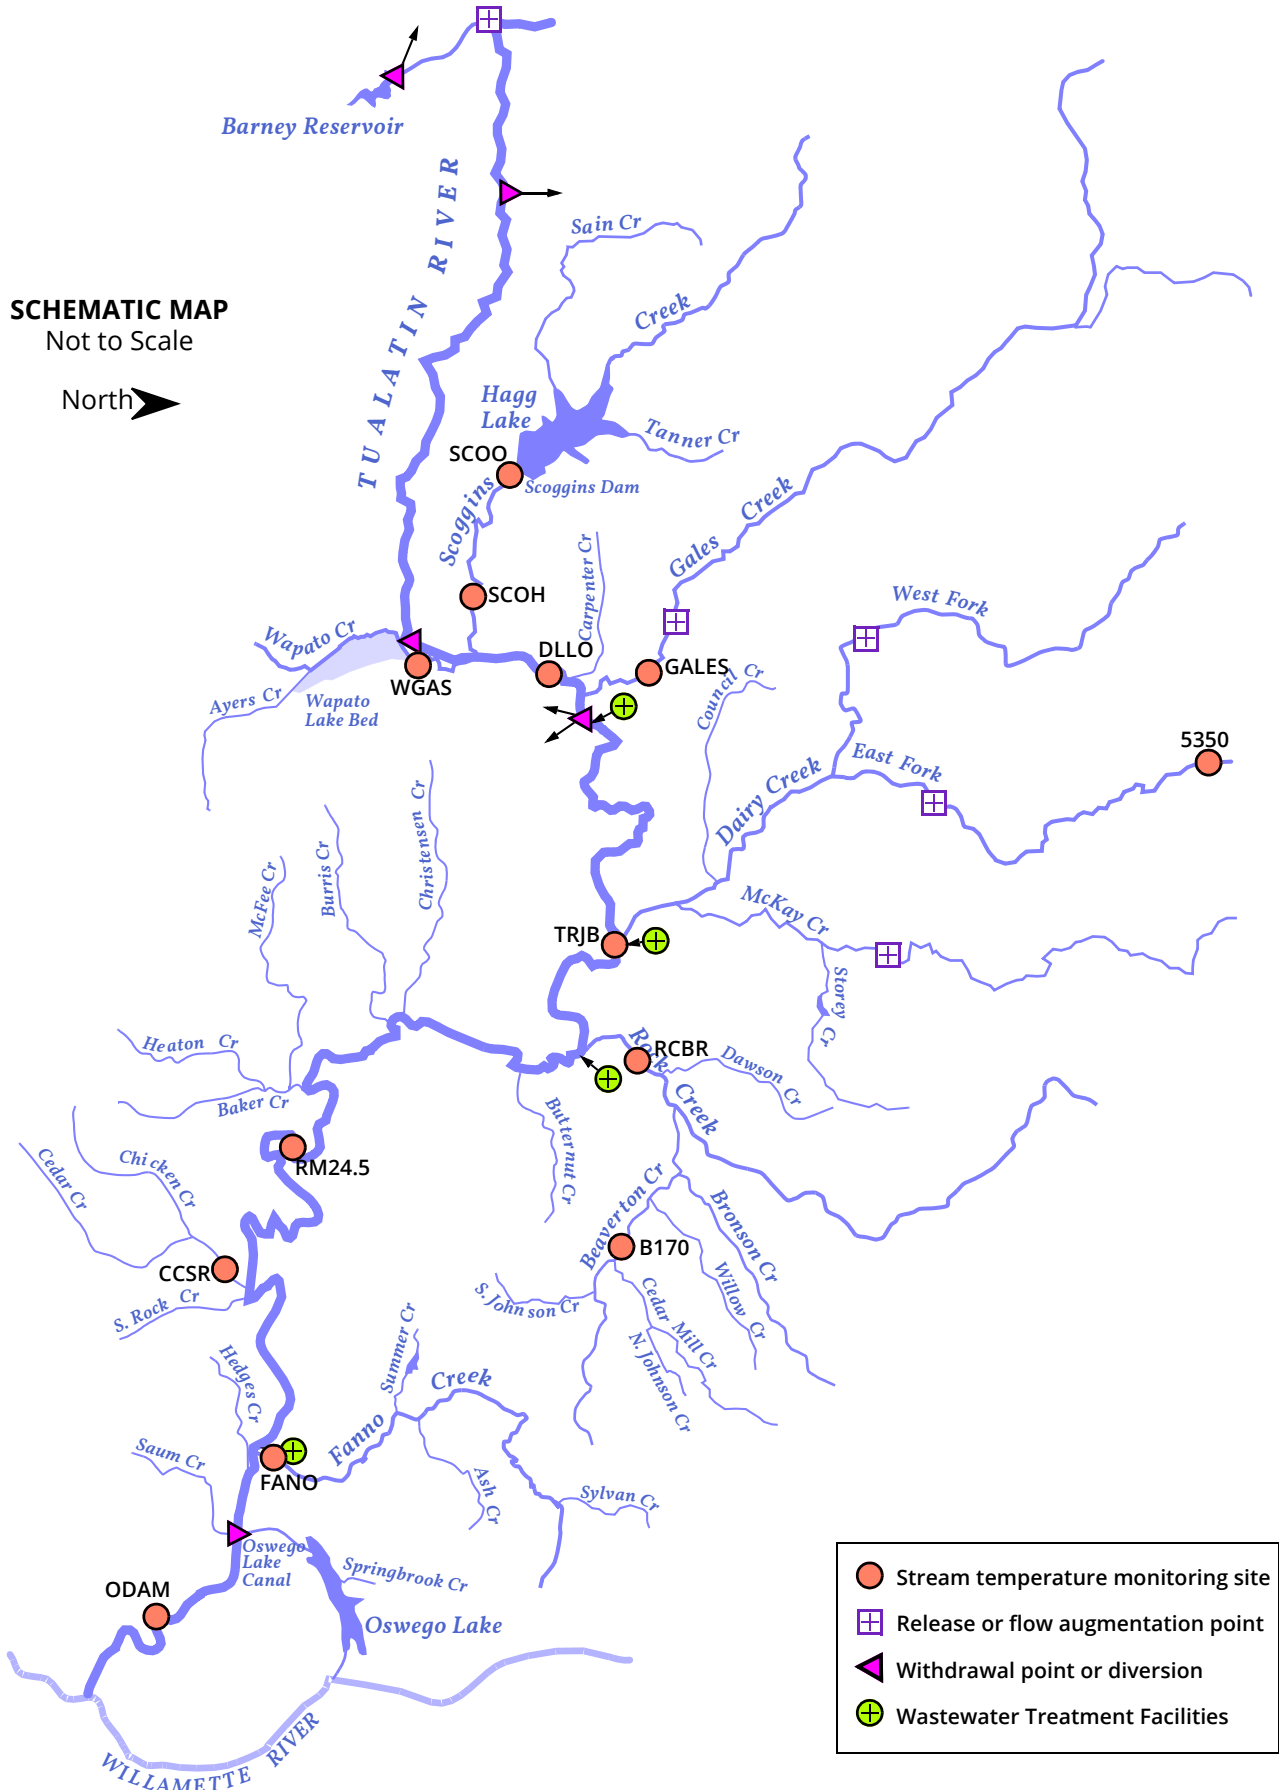 Barney Reservoir
TUALATIN RIVER
SCHEMATIC MAP
Not to Scale
North
Sain Cr
Creek
Hagg
Lake
Tanner Cr
SCOO
Scoggins Dam
Scoggins
Creek
Gales
Carpenter Cr
SCOH
West Fork
Wapato Cr
DLLO
GALES
WGAS
Ayers Cr
Wapato
Lake Bed
Council Cr
5350
East Fork
Dairy Creek
Christensen Cr
Burris Cr
McFee Cr
McKay Cr
TRJB
Storey Cr
Heaton Cr
Rock
RCBR
Dawson Cr
Creek
Baker Cr
Butternut Cr
RM24.5
Chicken Cr
Cedar Cr
Beaverton Cr
Bronson Cr
B170
CCSR
Willow Cr
S. Rock Cr
S. Johnson Cr
Cedar Mill Cr
N. Johnson Cr
Hedges Cr
Summer Cr
Creek
Fanno
Saum Cr
FANO
Ash Cr
Sylvan Cr
Oswego
Lake
Canal
Springbrook Cr
ODAM
Oswego Lake
WILLAMETTE RIVER
Stream temperature monitoring site
Release or flow augmentation point
Withdrawal point or diversion
Wastewater Treatment Facilities